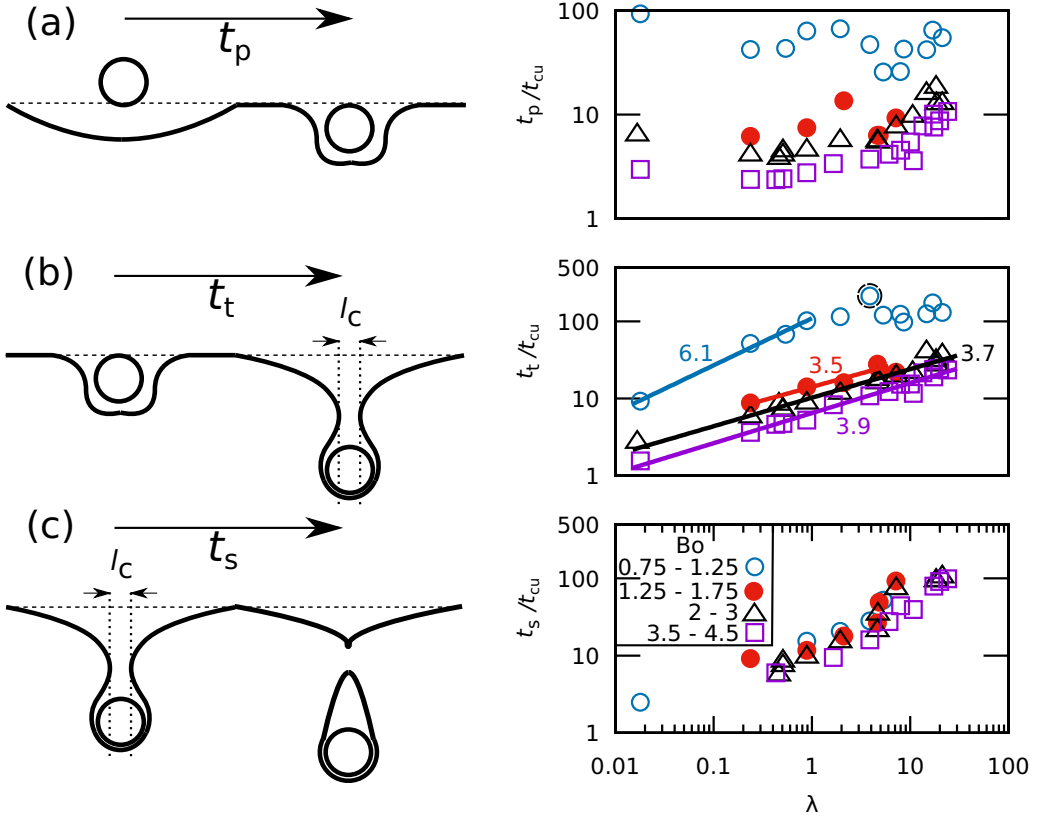 (a)
t_p
t_p/t_cu
100
10
1
(b)
t_t
l_c
t_t/t_cu
500
100
10
1
6.1
3.5
3.7
3.9
(c)
l_c
t_s
t_s/t_cu
500
100
10
1
Bo
0.75 - 1.25
1.25 - 1.75
2 - 3
3.5 - 4.5
0.01 0.1 1 10 100
λ